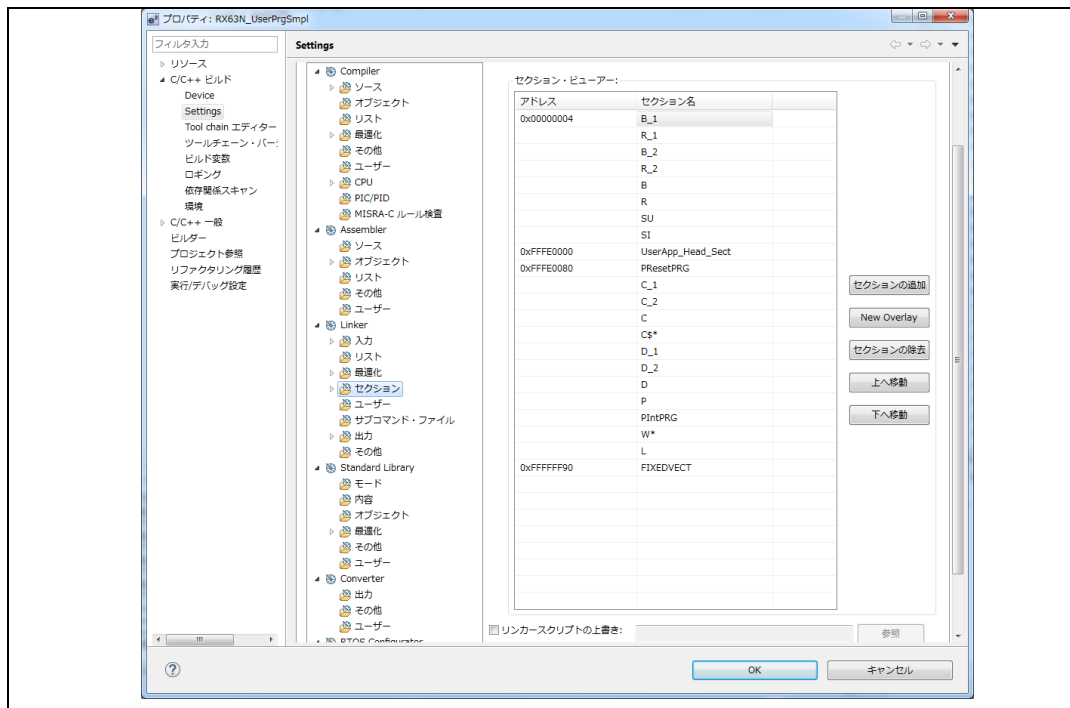 プロパティ: RX63N_UserPrgSmpl
フィルタ入力
リソース
C/C++ ビルド
Device
Settings
Tool chain エディター
ツールチェーン・バー
ビルド変数
ロギング
依存関係スキャン
環境
C/C++ 一般
ビルダー
プロジェクト参照
リファクタリング履歴
実行/デバッグ設定
Settings
Compiler
ソース
オブジェクト
リスト
最適化
その他
ユーザー
CPU
PIC/PID
MISRA-C ルール検査
Assembler
ソース
オブジェクト
リスト
その他
ユーザー
Linker
入力
リスト
最適化
セクション
ユーザー
サブコマンド・ファイル
出力
その他
Standard Library
モード
内容
オブジェクト
最適化
その他
ユーザー
Converter
出力
その他
ユーザー
RTOS Configurator
セクション・ビューアー:
アドレス セクション名
0x00000004 B_1
R_1
B_2
R_2
B
R
SU
SI
0xFFFE0000 UserApp_Head_Sect
0xFFFE0080 PResetPRG
C_1
C_2
C
C$*
D_1
D_2
D
P
PIntPRG
W*
L
0xFFFFFF90 FIXEDVECT
セクションの追加
New Overlay
セクションの除去
上へ移動
下へ移動
リンカースクリプトの上書き:
参照
OK
キャンセル